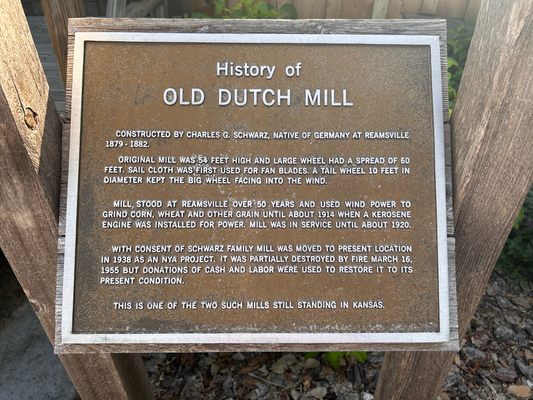 History of
OLD DUTCH MILL
CONSTRUCTED BY CHARLES G. SCHWARZ, NATIVE OF GERMANY AT REAMSVILLE
1879 - 1882.
ORIGINAL MILL WAS 54 FEET HIGH AND LARGE WHEEL HAD A SPREAD OF 60
FEET. SAIL CLOTH WAS FIRST USED FOR FAN BLADES. A TAIL WHEEL 10 FEET IN
DIAMETER KEPT THE BIG WHEEL FACING INTO THE WIND.
MILL, STOOD AT REAMSVILLE OVER 50 YEARS AND USED WIND POWER TO
GRIND CORN, WHEAT AND OTHER GRAIN UNTIL ABOUT 1914 WHEN A KEROSENE
ENGINE WAS INSTALLED FOR POWER. MILL WAS IN SERVICE UNTIL ABOUT 1920.
WITH CONSENT OF SCHWARZ FAMILY MILL WAS MOVED TO PRESENT LOCATION
IN 1938 AS AN NYA PROJECT. IT WAS PARTIALLY DESTROYED BY FIRE MARCH 16,
1955 BUT DONATIONS OF CASH AND LABOR WERE USED TO RESTORE IT TO ITS
PRESENT CONDITION.
THIS IS ONE OF THE TWO SUCH MILLS STILL STANDING IN KANSAS.